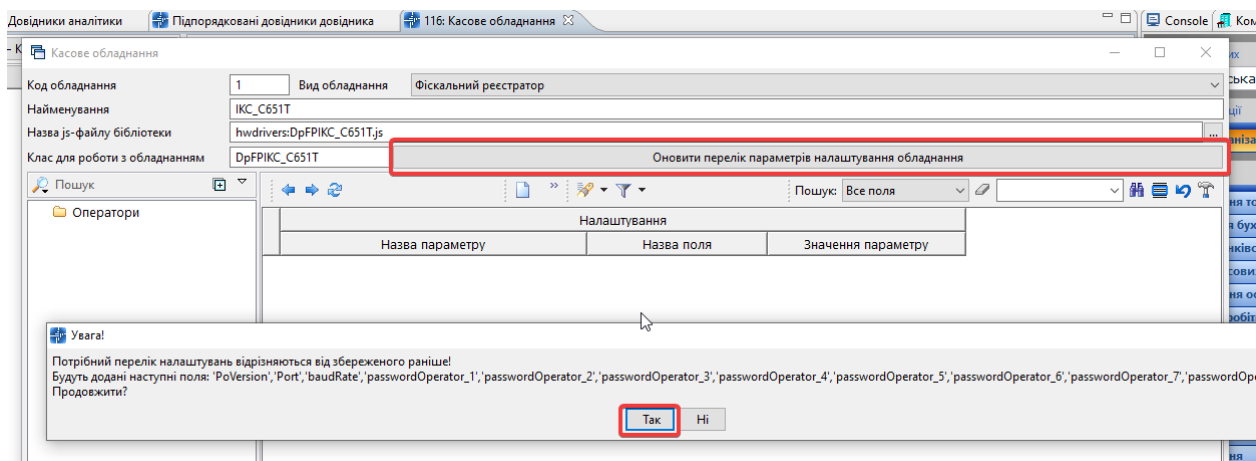 Довідники аналітики Підпорядковані довідники довідника 116: Касове обладнання Console
Касове обладнання
Код обладнання 1 Вид обладнання Фіскальний реєстратор
Найменування IKC_C651T
Назва js-файлу бібліотеки hwdrivers:DpFPIKC_C651T.js ...
Клас для роботи з обладнанням DpFPIKC_C651T Оновити перелік параметрів налаштування обладнання
Пошук Пошук: Все поля
Оператори
Налаштування
Назва параметру Назва поля Значення параметру
Увага!
Потрібний перелік налаштувань відрізняються від збереженого раніше!
Будуть додані наступні поля: 'PoVersion','Port','baudRate','passwordOperator_1','passwordOperator_2','passwordOperator_3','passwordOperator_4','passwordOperator_5','passwordOperator_6','passwordOperator_7','passwordOpe
Продовжити?
Так Ні